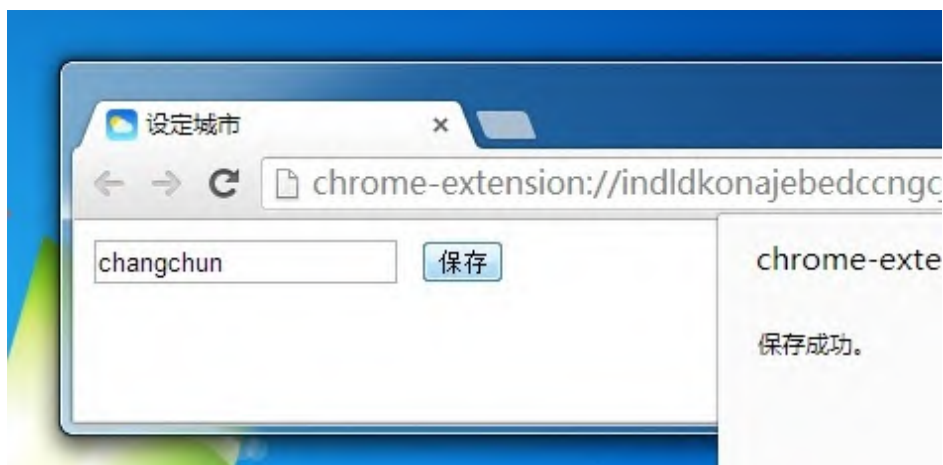 设定城市
chrome-extension://indldkonajebedccngc
changchun 保存
chrome-exte
保存成功。